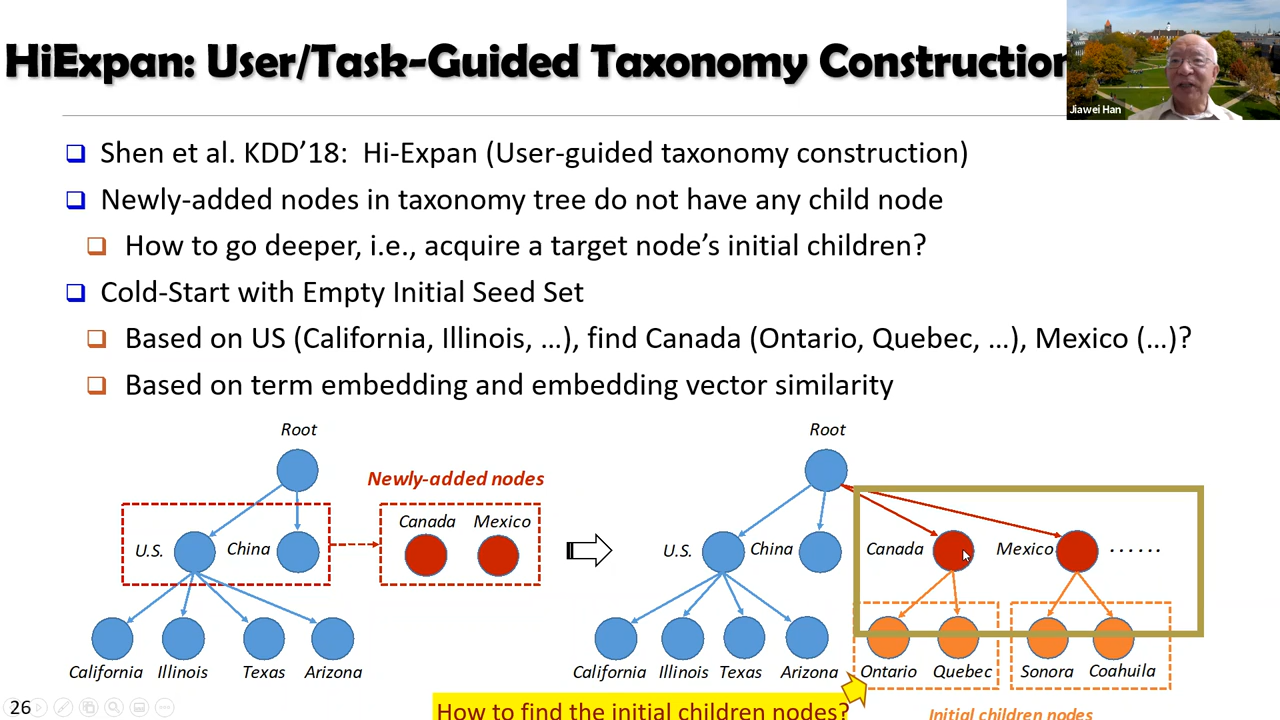 HiExpan: User/Task-Guided Taxonomy Construction
Jiawei Han
Shen et al. KDD'18: Hi-Expan (User-guided taxonomy construction)
Newly-added nodes in taxonomy tree do not have any child node
How to go deeper, i.e., acquire a target node's initial children?
Cold-Start with Empty Initial Seed Set
Based on US (California, Illinois, ...), find Canada (Ontario, Quebec, ...), Mexico (...)?
Based on term embedding and embedding vector similarity
Root
Newly-added nodes
Canada Mexico
U.S. China
California Illinois Texas Arizona
Root
U.S. China Canada Mexico ......
California Illinois Texas Arizona Ontario Quebec Sonora Coahuila
How to find the initial children nodes?
Initial children nodes
26